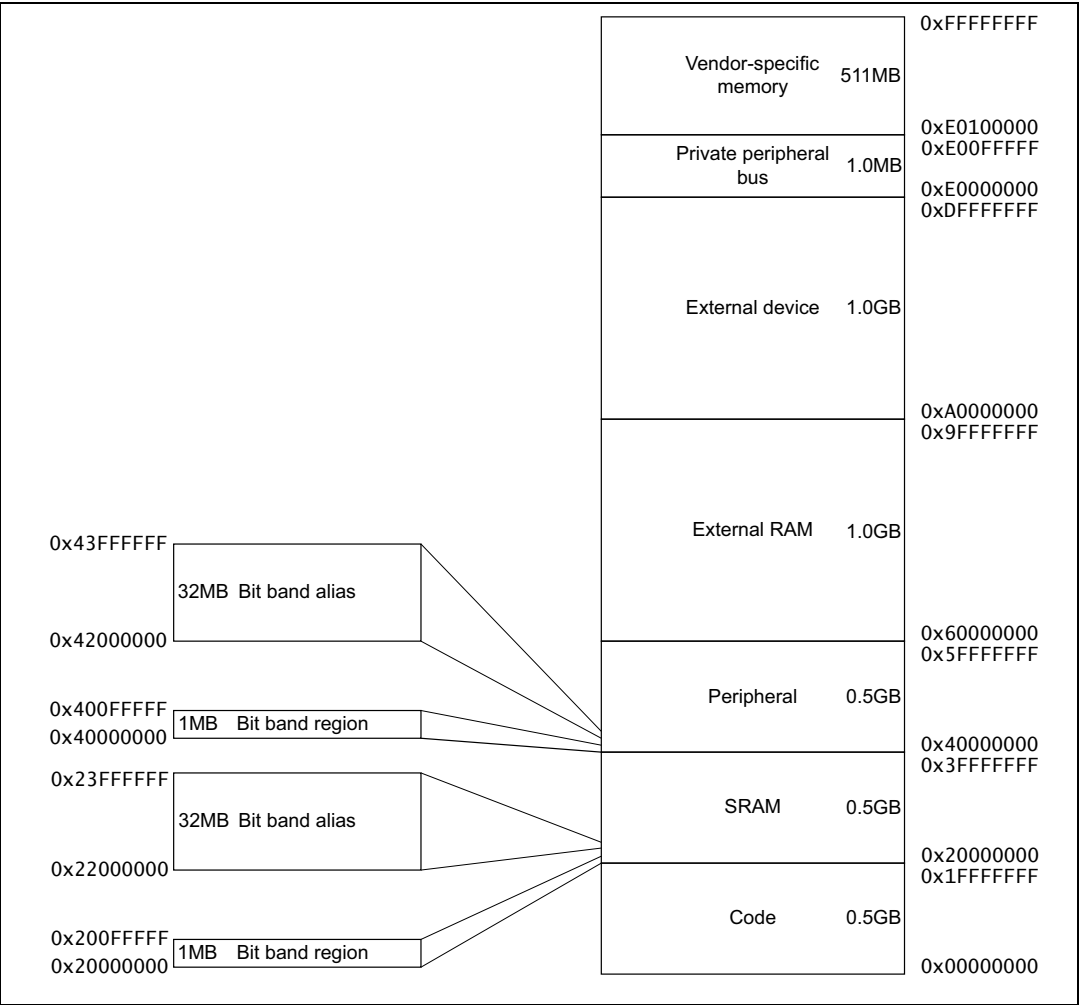 0xFFFFFFFF
Vendor-specific
memory
511MB
0xE0100000
0xE00FFFFF
Private peripheral
bus
1.0MB
0xE0000000
0xDFFFFFFF
External device 1.0GB
0xA0000000
0x9FFFFFFF
External RAM 1.0GB
0x60000000
0x5FFFFFFF
Peripheral 0.5GB
0x40000000
0x3FFFFFFF
SRAM 0.5GB
0x20000000
0x1FFFFFFF
Code 0.5GB
0x00000000
0x43FFFFFF
32MB Bit band alias
0x42000000
0x400FFFFF
1MB Bit band region
0x40000000
0x23FFFFFF
32MB Bit band alias
0x22000000
0x200FFFFF
1MB Bit band region
0x20000000